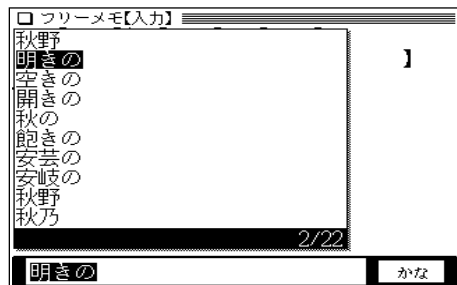 フリーメモ【入力】
秋野
明きの
】
空きの
開きの
秋の
飽きの
安芸の
安岐の
秋野
秋乃
2/22
明きの
かな